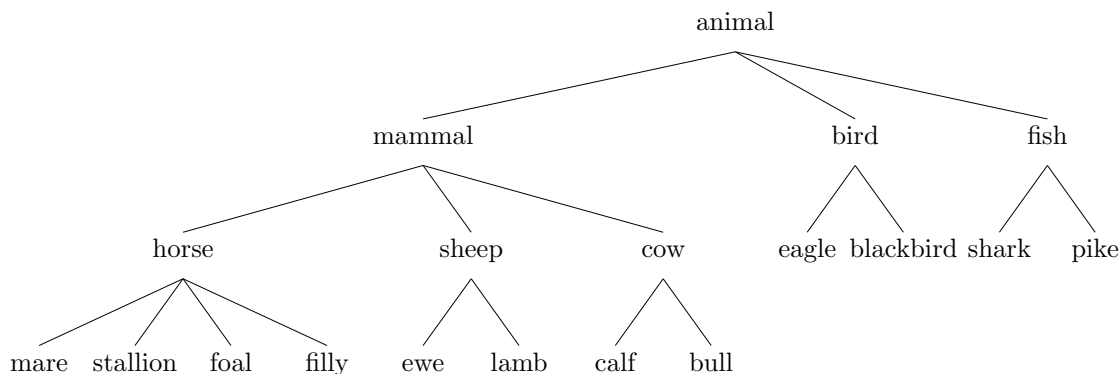 animal
mammal bird fish
horse sheep cow eagle blackbird shark pike
mare stallion foal filly ewe lamb calf bull